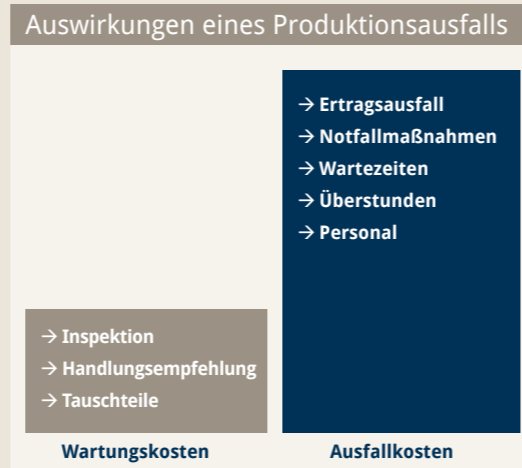 Auswirkungen eines Produktionsausfalls
→ Ertragsausfall
→ Notfallmaßnahmen
→ Wartezeiten
→ Überstunden
→ Personal
→ Inspektion
→ Handlungsempfehlung
→ Tauschteile
Wartungskosten
Ausfallkosten